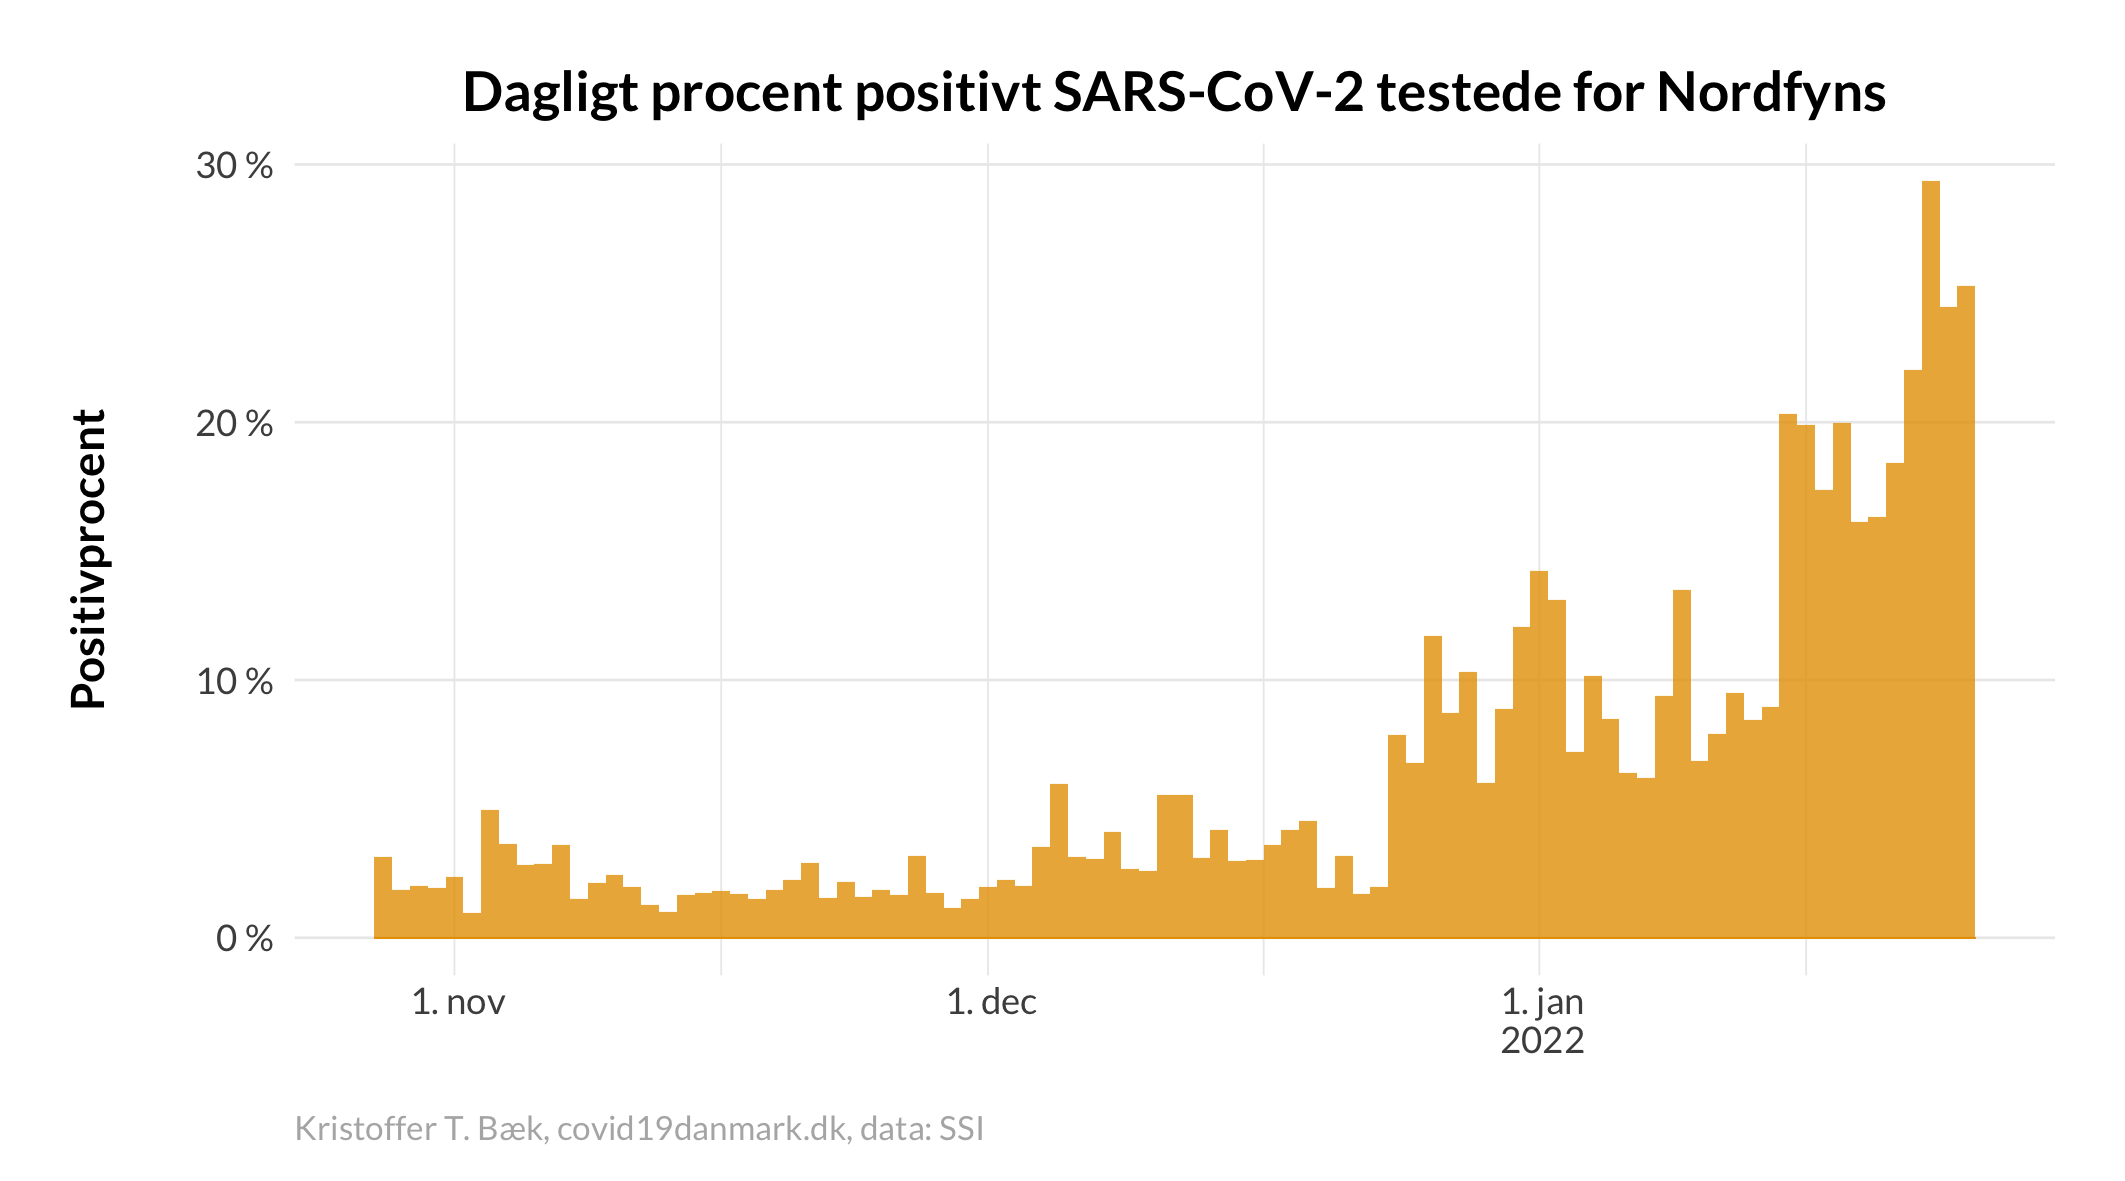 Dagligt procent positivt SARS-CoV-2 testede for Nordfyns
Positivprocent
30 %
20 %
10 %
0 %
1. nov
1. dec
1. jan
2022
Kristoffer T. Bæk, covid19danmark.dk, data: SSI